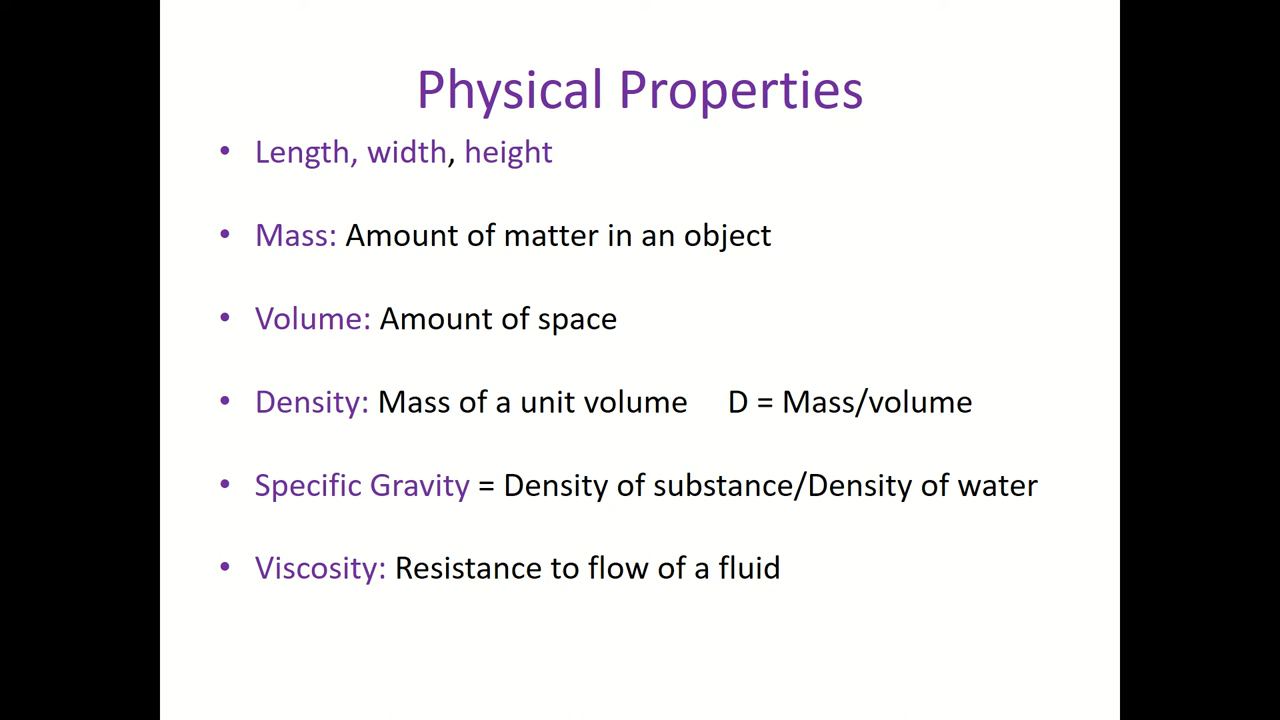 Physical Properties
• Length, width, height
• Mass: Amount of matter in an object
• Volume: Amount of space
• Density: Mass of a unit volume D = Mass/volume
• Specific Gravity = Density of substance/Density of water
• Viscosity: Resistance to flow of a fluid